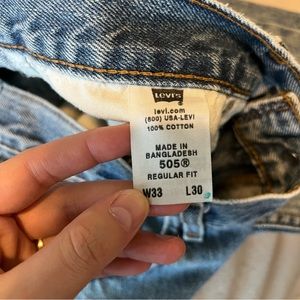 Levi's
levi.com
(800) USA-LEVI
100% COTTON
MADE IN
BANGLADESH
505®
REGULAR FIT
W33 L30